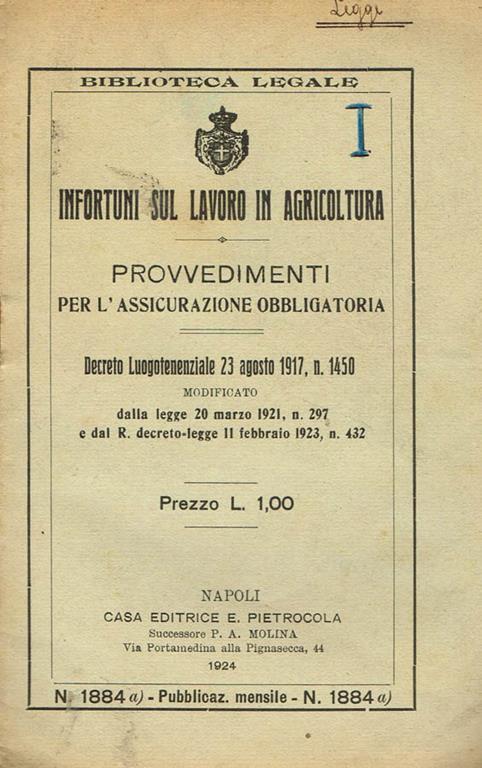 Leggi
BIBLIOTECA LEGALE
I
INFORTUNI SUL LAVORO IN AGRICOLTURA
PROVVEDIMENTI
PER L'ASSICURAZIONE OBBLIGATORIA
Decreto Luogotenenziale 23 agosto 1917, n. 1450
MODIFICATO
dalla legge 20 marzo 1921, n. 297
e dal R. decreto-legge 11 febbraio 1923, n. 432
Prezzo L. 1,00
NAPOLI
CASA EDITRICE E. PIETROCOLA
Successore P. A. MOLINA
Via Portamedina alla Pignasecca, 44
1924
N. 1884 a) - Pubblicaz. mensile - N. 1884 a)